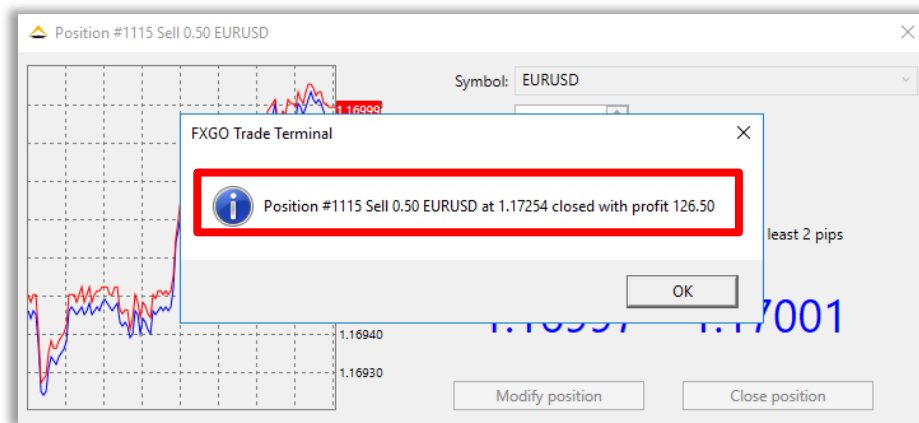 Position #1115 Sell 0.50 EURUSD
Symbol: EURUSD
1.16999
FXGO Trade Terminal
Position #1115 Sell 0.50 EURUSD at 1.17254 closed with profit 126.50
least 2 pips
OK
1.16997 1.17001
1.16940
1.16930
Modify position Close position